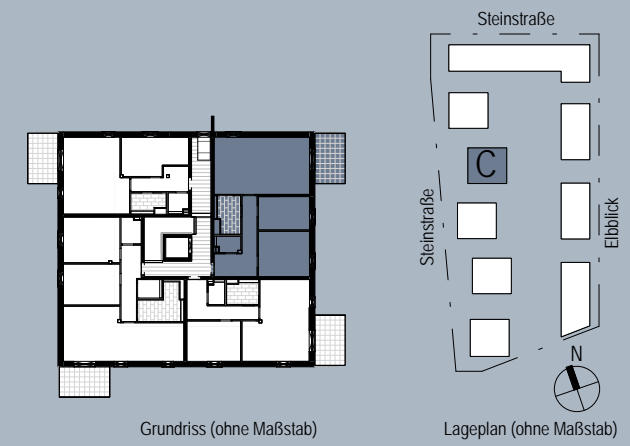 Steinstraße
C
Steinstraße
Elbblick
N
Grundriss (ohne Maßstab)
Lageplan (ohne Maßstab)